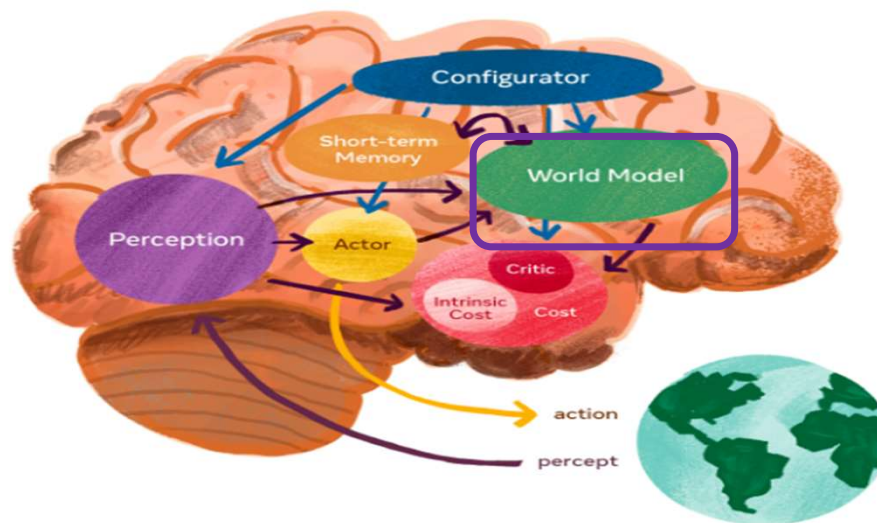 Configurator
Short-term
Memory
World Model
Perception
Actor
Critic
Intrinsic
Cost
Cost
action
percept